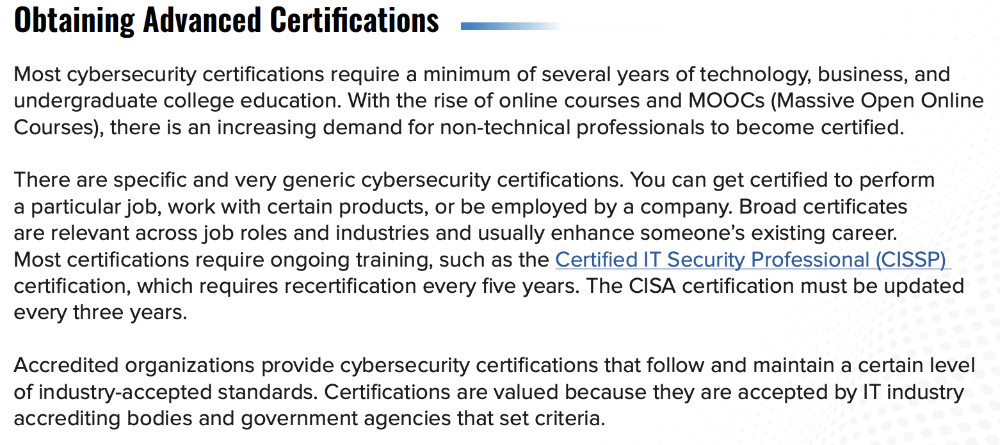 Obtaining Advanced Certifications
Most cybersecurity certifications require a minimum of several years of technology, business, and
undergraduate college education. With the rise of online courses and MOOCs (Massive Open Online
Courses), there is an increasing demand for non-technical professionals to become certified.
There are specific and very generic cybersecurity certifications. You can get certified to perform
a particular job, work with certain products, or be employed by a company. Broad certificates
are relevant across job roles and industries and usually enhance someone’s existing career.
Most certifications require ongoing training, such as the Certified IT Security Professional (CISSP)
certification, which requires recertification every five years. The CISA certification must be updated
every three years.
Accredited organizations provide cybersecurity certifications that follow and maintain a certain level
of industry-accepted standards. Certifications are valued because they are accepted by IT industry
accrediting bodies and government agencies that set criteria.